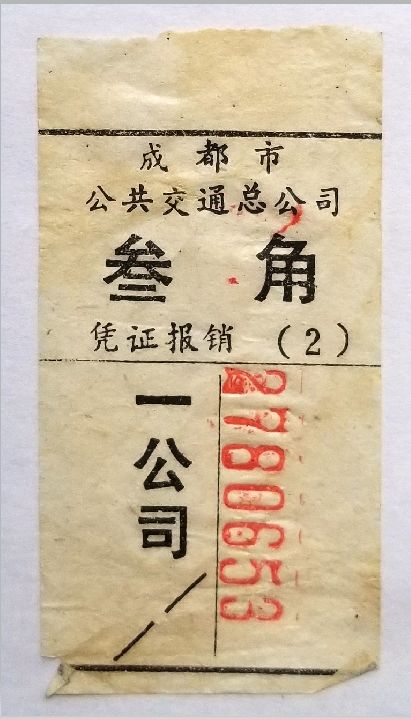 成都市
公共交通总公司
叁角
凭证报销 (2)
一公司
2780653